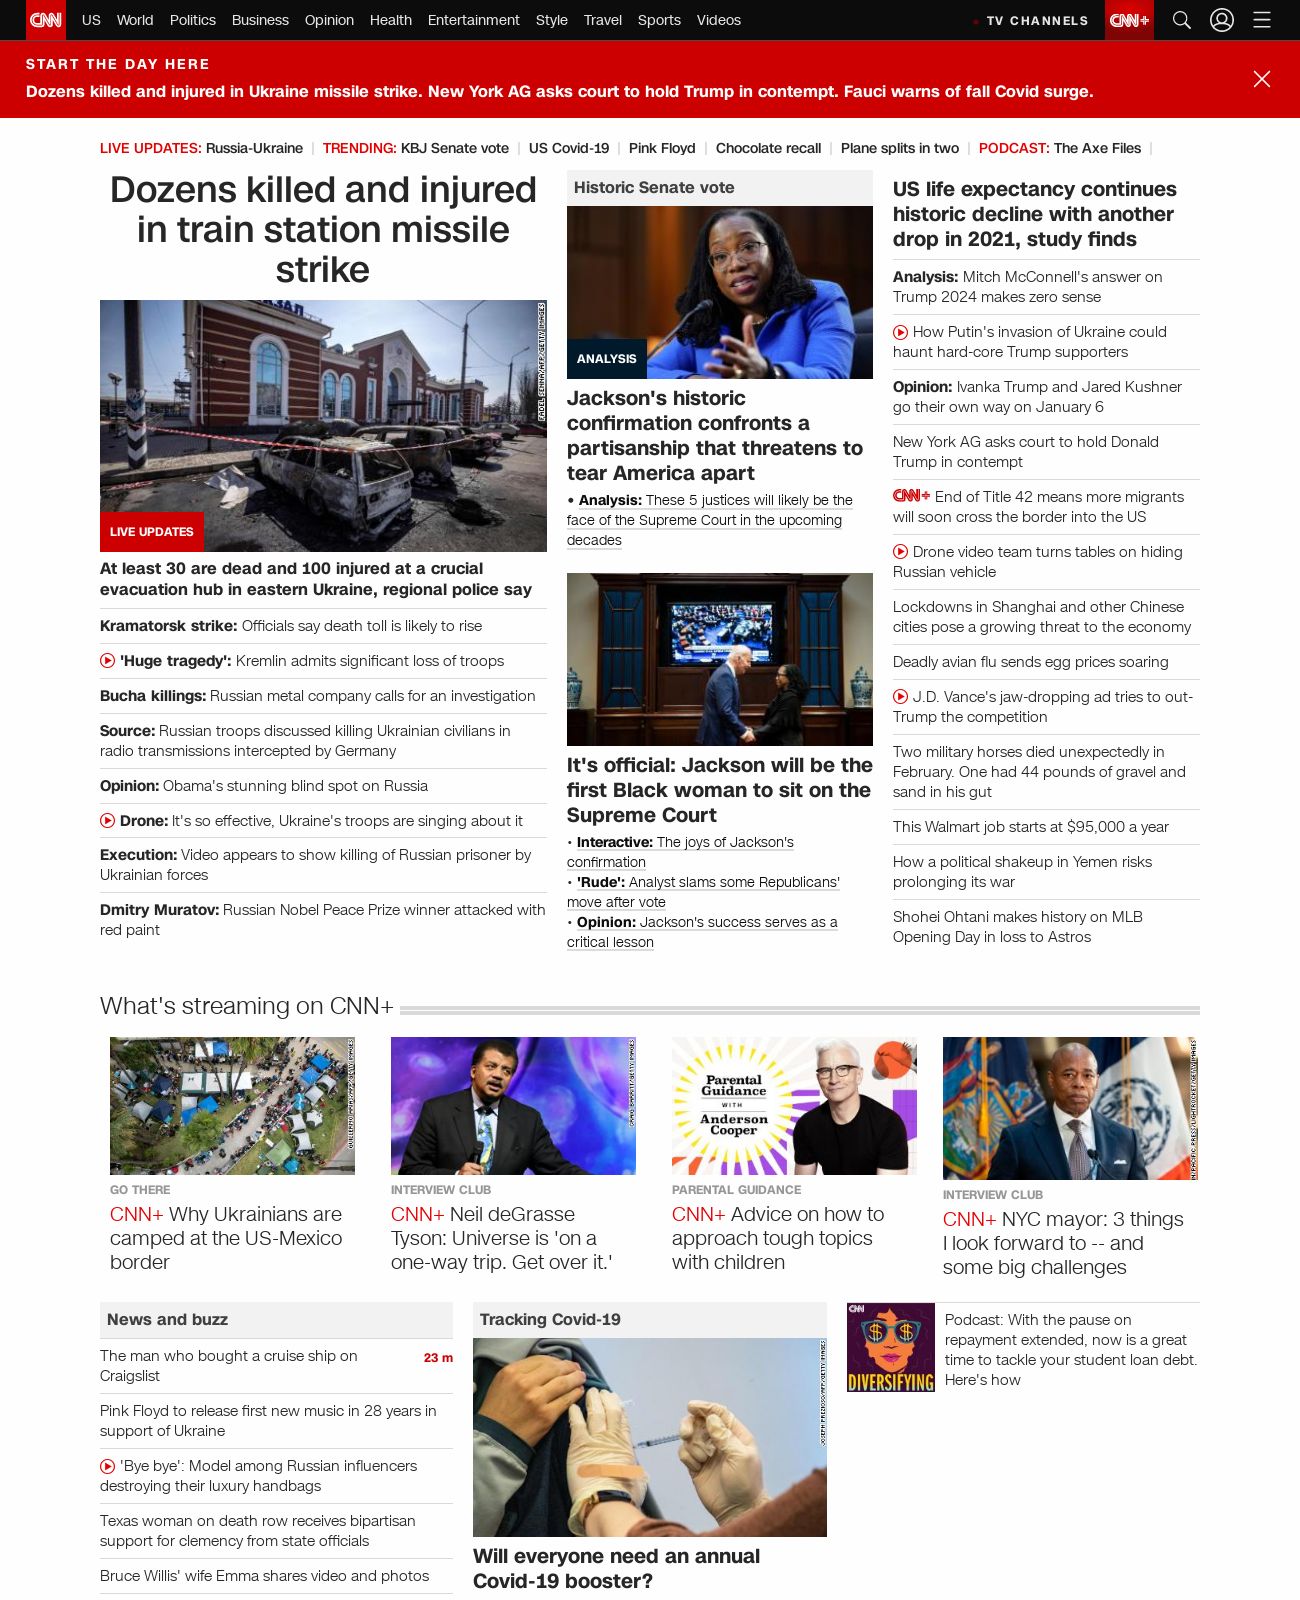 CNN
US World Politics Business Opinion Health Entertainment Style Travel Sports Videos
TV CHANNELS
CNN+
START THE DAY HERE
Dozens killed and injured in Ukraine missile strike. New York AG asks court to hold Trump in contempt. Fauci warns of fall Covid surge.
LIVE UPDATES: Russia-Ukraine | TRENDING: KBJ Senate vote | US Covid-19 | Pink Floyd | Chocolate recall | Plane splits in two | PODCAST: The Axe Files |
Dozens killed and injured
in train station missile
strike
FADEL SENNA/AFP/GETTY IMAGES
LIVE UPDATES
At least 30 are dead and 100 injured at a crucial
evacuation hub in eastern Ukraine, regional police say
Kramatorsk strike: Officials say death toll is likely to rise
'Huge tragedy': Kremlin admits significant loss of troops
Bucha killings: Russian metal company calls for an investigation
Source: Russian troops discussed killing Ukrainian civilians in
radio transmissions intercepted by Germany
Opinion: Obama's stunning blind spot on Russia
Drone: It's so effective, Ukraine's troops are singing about it
Execution: Video appears to show killing of Russian prisoner by
Ukrainian forces
Dmitry Muratov: Russian Nobel Peace Prize winner attacked with
red paint
Historic Senate vote
ANALYSIS
Jackson's historic
confirmation confronts a
partisanship that threatens to
tear America apart
• Analysis: These 5 justices will likely be the
face of the Supreme Court in the upcoming
decades
It's official: Jackson will be the
first Black woman to sit on the
Supreme Court
• Interactive: The joys of Jackson's
confirmation
• 'Rude': Analyst slams some Republicans'
move after vote
• Opinion: Jackson's success serves as a
critical lesson
US life expectancy continues
historic decline with another
drop in 2021, study finds
Analysis: Mitch McConnell's answer on
Trump 2024 makes zero sense
How Putin's invasion of Ukraine could
haunt hard-core Trump supporters
Opinion: Ivanka Trump and Jared Kushner
go their own way on January 6
New York AG asks court to hold Donald
Trump in contempt
CNN+ End of Title 42 means more migrants
will soon cross the border into the US
Drone video team turns tables on hiding
Russian vehicle
Lockdowns in Shanghai and other Chinese
cities pose a growing threat to the economy
Deadly avian flu sends egg prices soaring
J.D. Vance's jaw-dropping ad tries to out-
Trump the competition
Two military horses died unexpectedly in
February. One had 44 pounds of gravel and
sand in his gut
This Walmart job starts at $95,000 a year
How a political shakeup in Yemen risks
prolonging its war
Shohei Ohtani makes history on MLB
Opening Day in loss to Astros
What's streaming on CNN+
GO THERE
CNN+ Why Ukrainians are
camped at the US-Mexico
border
INTERVIEW CLUB
CNN+ Neil deGrasse
Tyson: Universe is 'on a
one-way trip. Get over it.'
Parental
Guidance
WITH
Anderson
Cooper
PARENTAL GUIDANCE
CNN+ Advice on how to
approach tough topics
with children
INTERVIEW CLUB
CNN+ NYC mayor: 3 things
I look forward to -- and
some big challenges
News and buzz
The man who bought a cruise ship on
Craigslist
23 m
Pink Floyd to release first new music in 28 years in
support of Ukraine
'Bye bye': Model among Russian influencers
destroying their luxury handbags
Texas woman on death row receives bipartisan
support for clemency from state officials
Bruce Willis' wife Emma shares video and photos
Tracking Covid-19
JOSEPH PREZIOSO/AFP/GETTY IMAGES
Will everyone need an annual
Covid-19 booster?
CNN
DIVERSIFYING
Podcast: With the pause on
repayment extended, now is a great
time to tackle your student loan debt.
Here's how